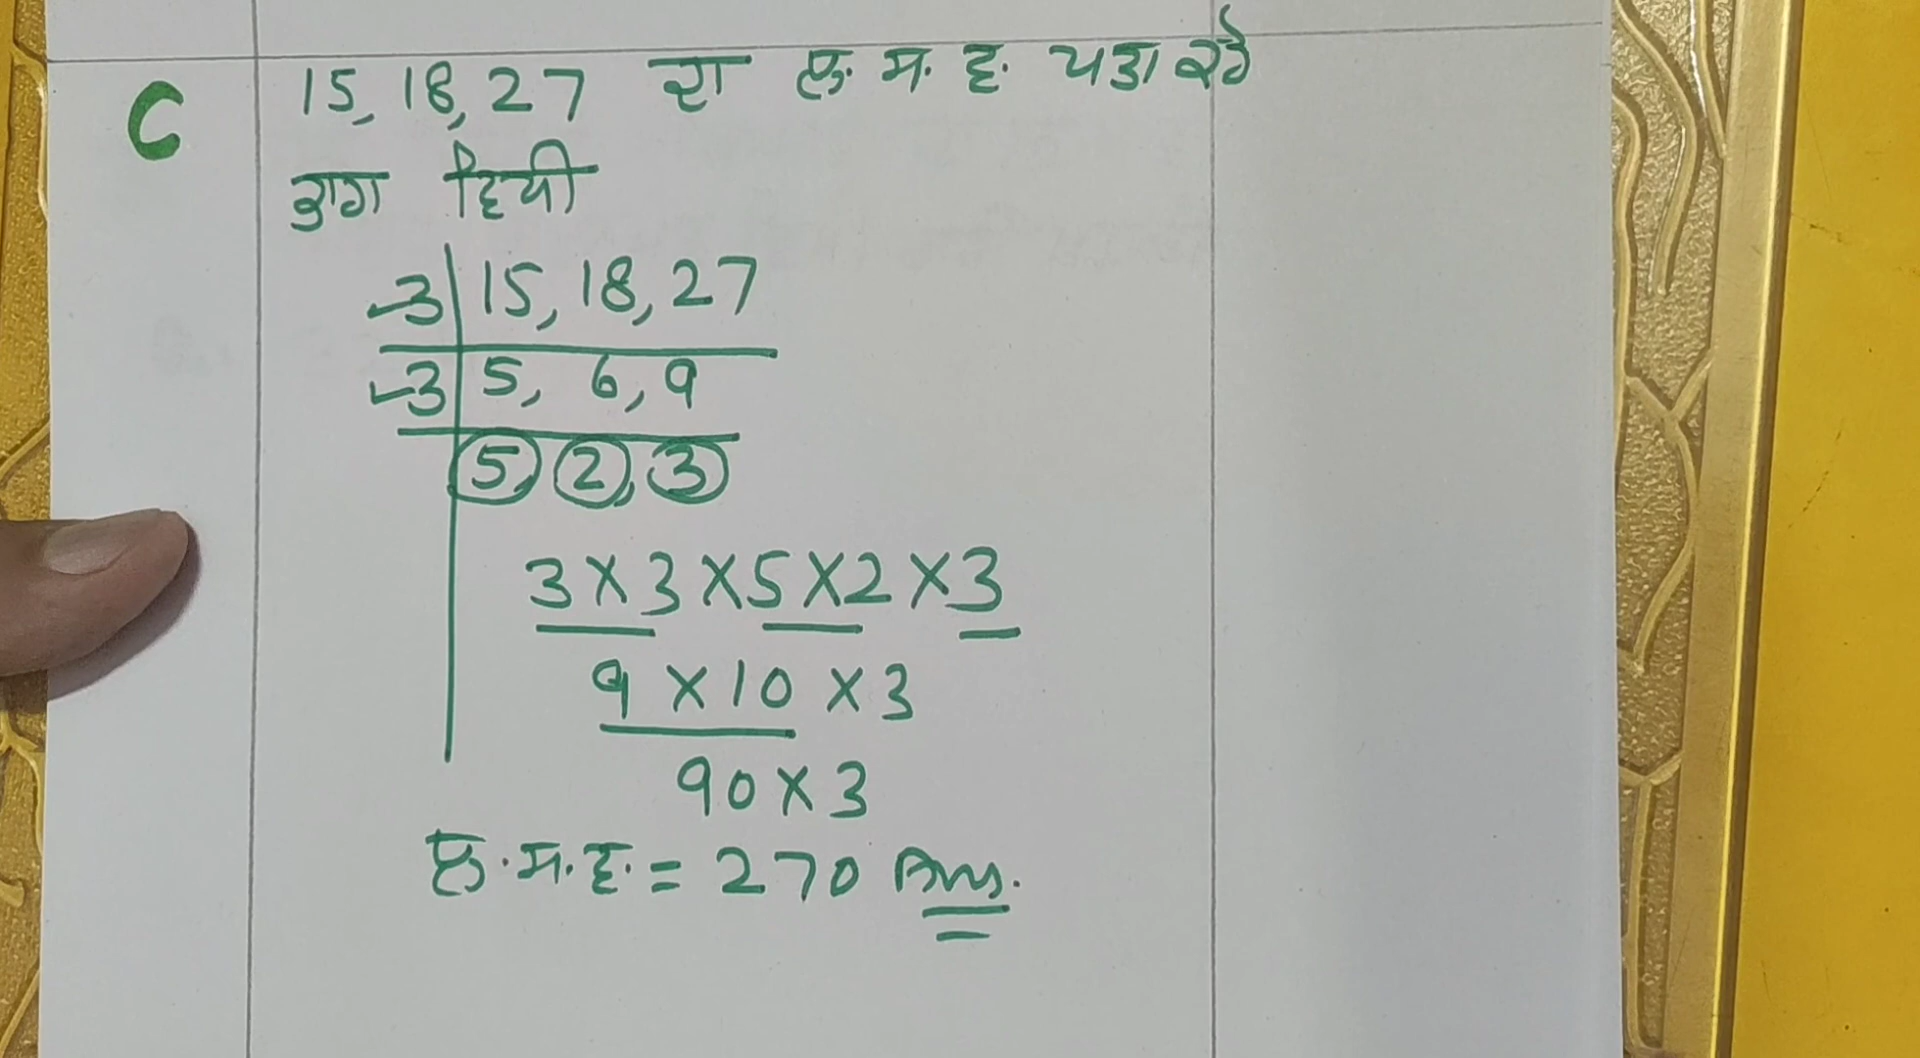 C
15, 18, 27 ਦਾ ਲ. ਸ. ਵ. ਪਤਾ ਕਰੋ
ਭਾਗ ਵਿਧੀ
3 | 15, 18, 27
3 | 5, 6, 9
5, 2, 3
3 × 3 × 5 × 2 × 3
9 × 10 × 3
90 × 3
ਲ. ਸ. ਵ. = 270 Ans.